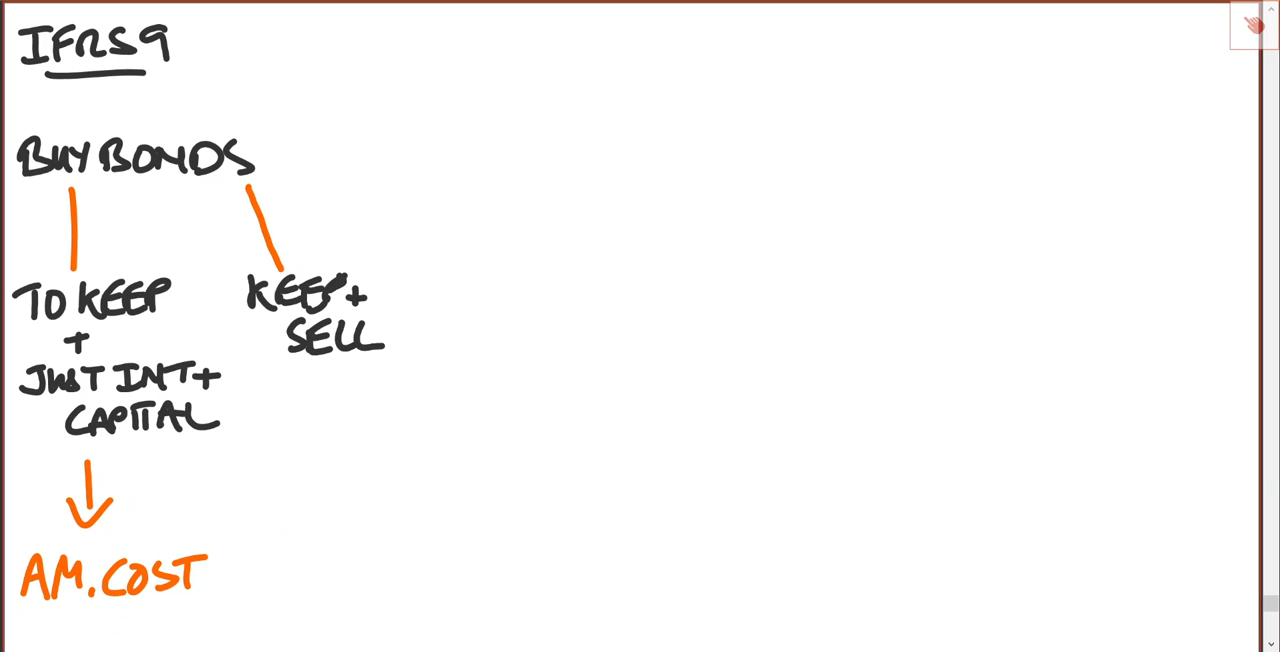 IFRS9
BUY BONDS
TO KEEP
+
JUST INT+
CAPITAL
KEEP+
SELL
AM.COST